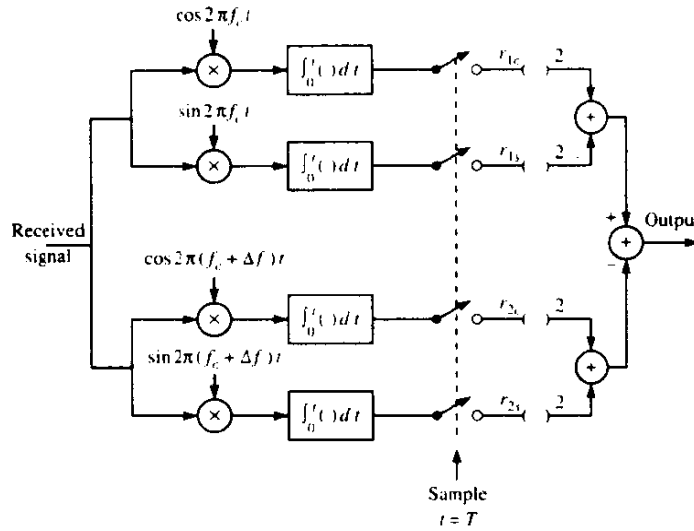 cos 2πf_c t
∫_0^t ( ) dt
r_1c
( )^2
sin 2πf_c t
∫_0^t ( ) dt
r_1s
( )^2
Received
signal
+
Output
−
cos 2π(f_c + Δf) t
∫_0^t ( ) dt
r_2c
( )^2
sin 2π(f_c + Δf) t
∫_0^t ( ) dt
r_2s
( )^2
Sample
t = T